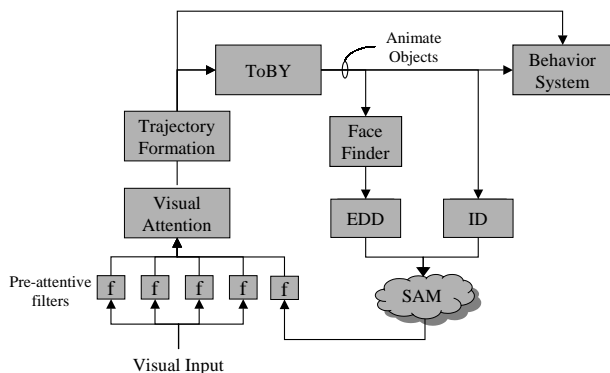 Animate
Objects
ToBY
Behavior
System
Trajectory
Formation
Face
Finder
Visual
Attention
EDD
ID
Pre-attentive
filters
f f f f f
SAM
Visual Input